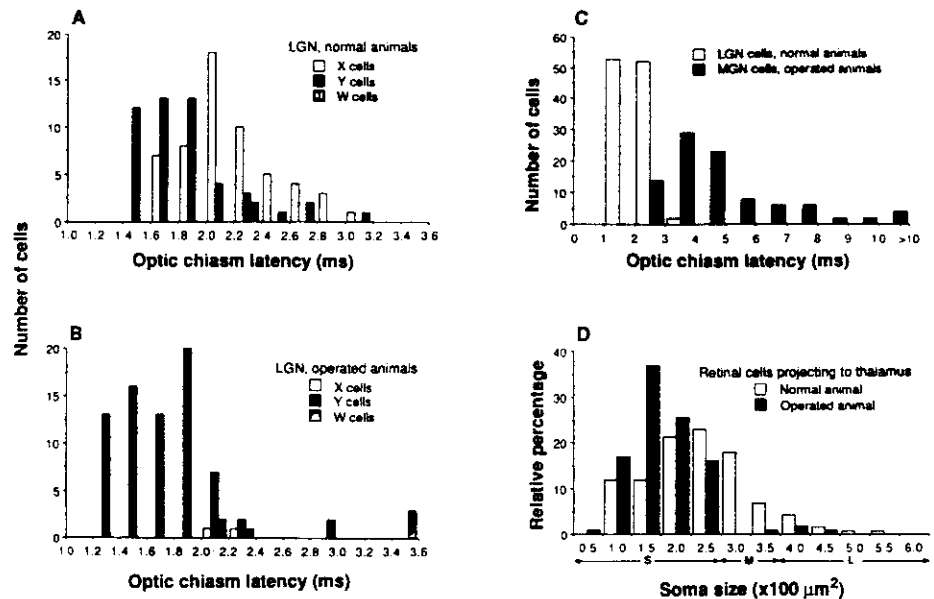 A
LGN, normal animals
X cells
Y cells
W cells
20
15
10
5
0
1.0 1.2 1.4 1.6 1.8 2.0 2.2 2.4 2.6 2.8 3.0 3.2 3.4 3.6
Optic chiasm latency (ms)
Number of cells
B
LGN, operated animals
X cells
Y cells
W cells
20
15
10
5
0
1.0 1.2 1.4 1.6 1.8 2.0 2.2 2.4 2.6 2.8 3.0 3.2 3.4 3.6
Optic chiasm latency (ms)
C
LGN cells, normal animals
MGN cells, operated animals
Number of cells
60
50
40
30
20
10
0
0 1 2 3 4 5 6 7 8 9 10 >10
Optic chiasm latency (ms)
D
Retinal cells projecting to thalamus
Normal animal
Operated animal
Relative percentage
40
30
20
10
0
0.5 1.0 1.5 2.0 2.5 3.0 3.5 4.0 4.5 5.0 5.5 6.0
S M L
Soma size (x100 µm²)